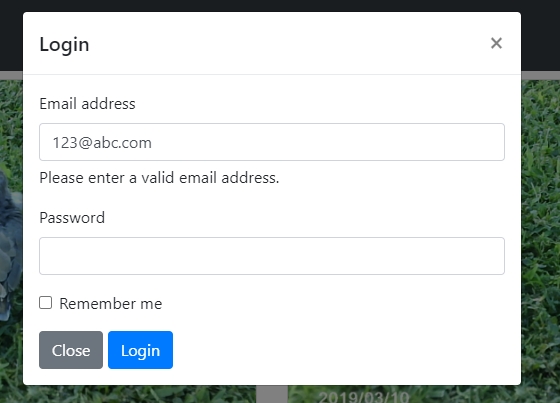 Login ×
Email address
123@abc.com
Please enter a valid email address.
Password
Remember me
Close Login
2019/03/10